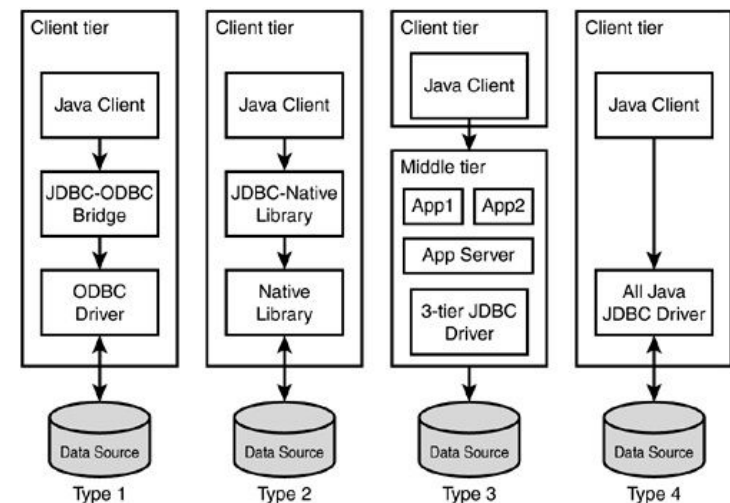 Client tier
Java Client
JDBC-ODBC
Bridge
ODBC
Driver
Data Source
Type 1
Client tier
Java Client
JDBC-Native
Library
Native
Library
Data Source
Type 2
Client tier
Java Client
Middle tier
App1
App2
App Server
3-tier JDBC
Driver
Data Source
Type 3
Client tier
Java Client
All Java
JDBC Driver
Data Source
Type 4